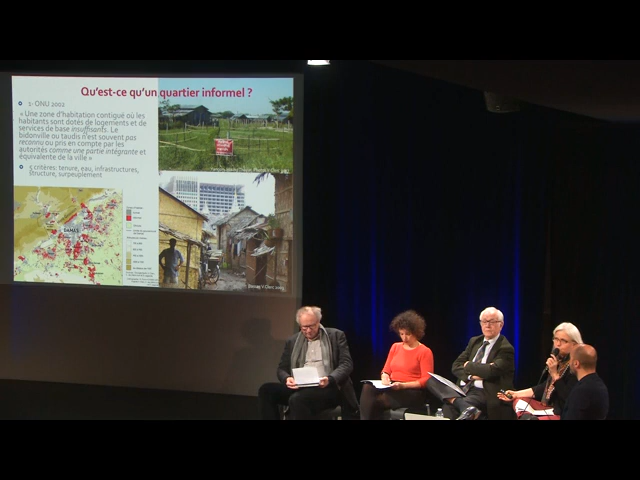 Qu'est-ce qu'un quartier informel ?
1- ONU 2002
« Une zone d'habitation contiguë où les
habitants sont dotés de logements et de
services de base insuffisants. Le
bidonville ou taudis n'est souvent pas
reconnu ou pris en compte par les
autorités comme une partie intégrante et
équivalente de la ville »
5 critères: tenure, eau, infrastructures,
structure, surpeuplement
DAMAS